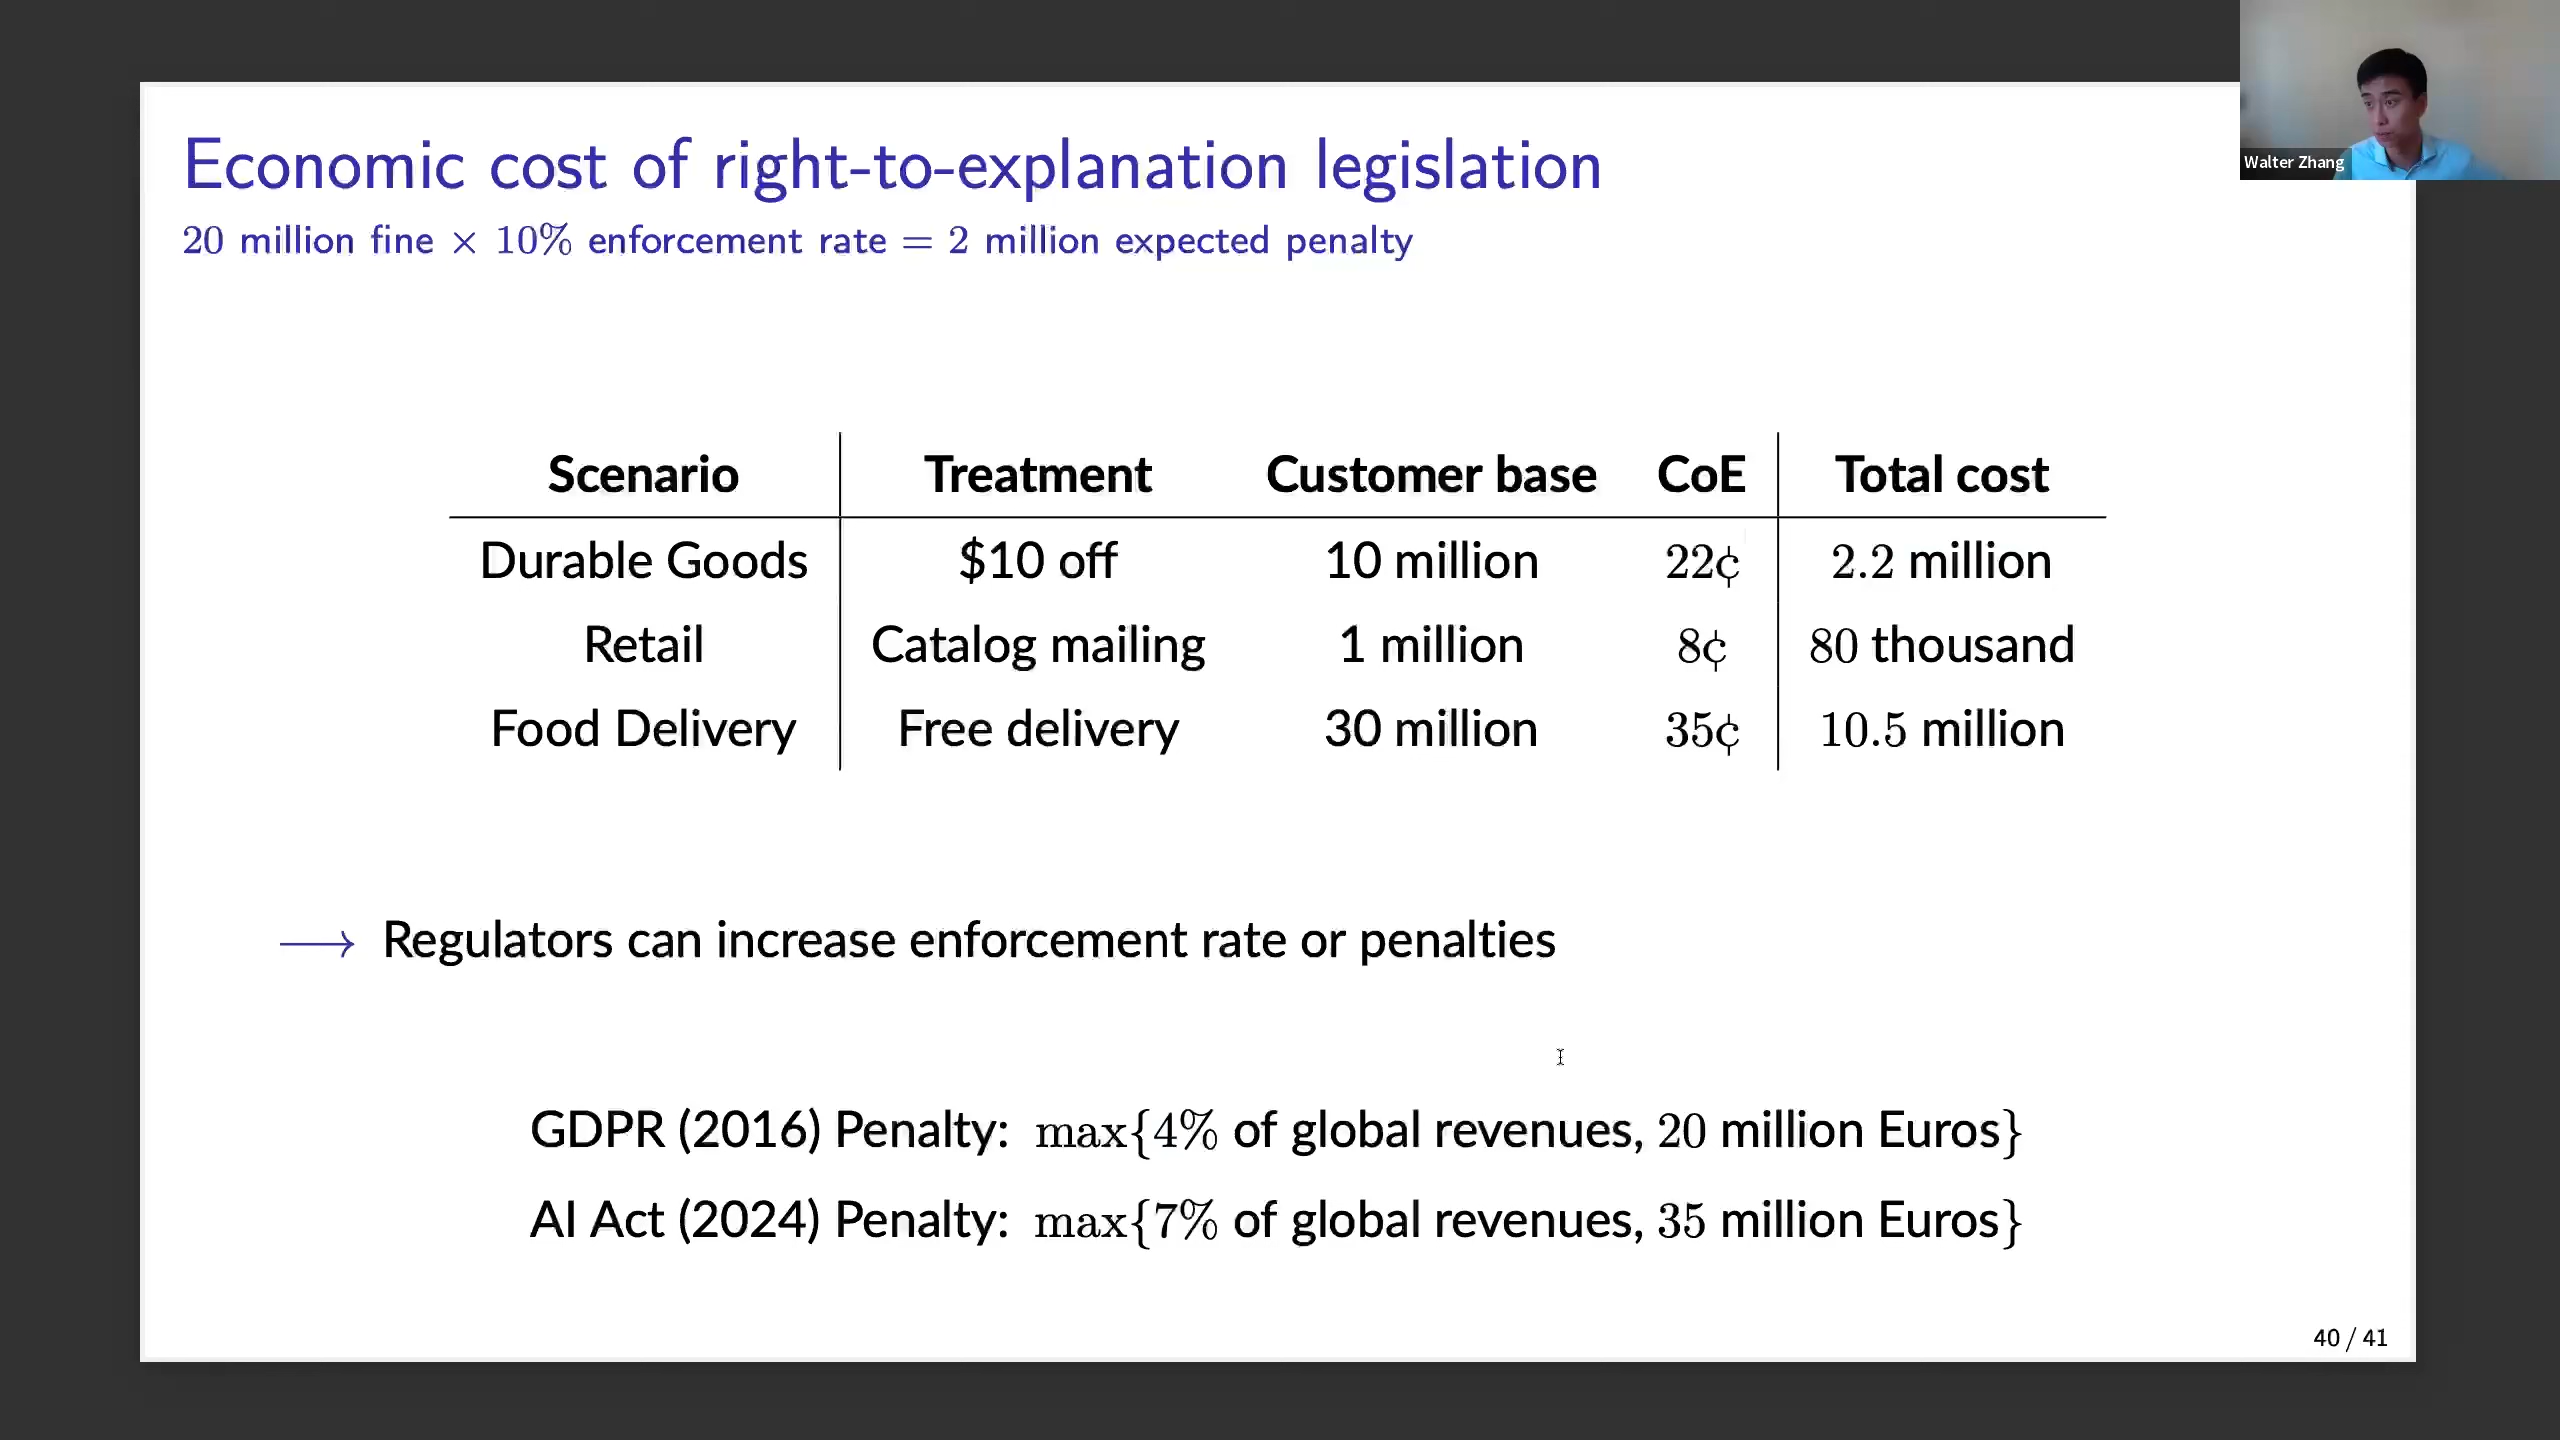 Economic cost of right-to-explanation legislation
20 million fine × 10% enforcement rate = 2 million expected penalty
Walter Zhang
Scenario Treatment Customer base CoE Total cost
Durable Goods $10 off 10 million 22¢ 2.2 million
Retail Catalog mailing 1 million 8¢ 80 thousand
Food Delivery Free delivery 30 million 35¢ 10.5 million
→ Regulators can increase enforcement rate or penalties
GDPR (2016) Penalty: max{4% of global revenues, 20 million Euros}
AI Act (2024) Penalty: max{7% of global revenues, 35 million Euros}
40 / 41